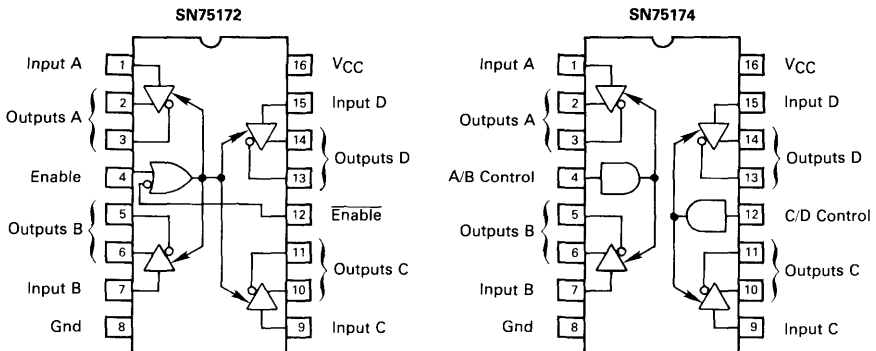 SN75172
Input A 1 16 VCC
2 15 Input D
Outputs A
3 14
Outputs D
Enable 4 13
5 12 Enable
Outputs B
6 11
Outputs C
Input B 7 10
Gnd 8 9 Input C
SN75174
Input A 1 16 VCC
2 15 Input D
Outputs A
3 14
Outputs D
A/B Control 4 13
5 12 C/D Control
Outputs B
6 11
Outputs C
Input B 7 10
Gnd 8 9 Input C